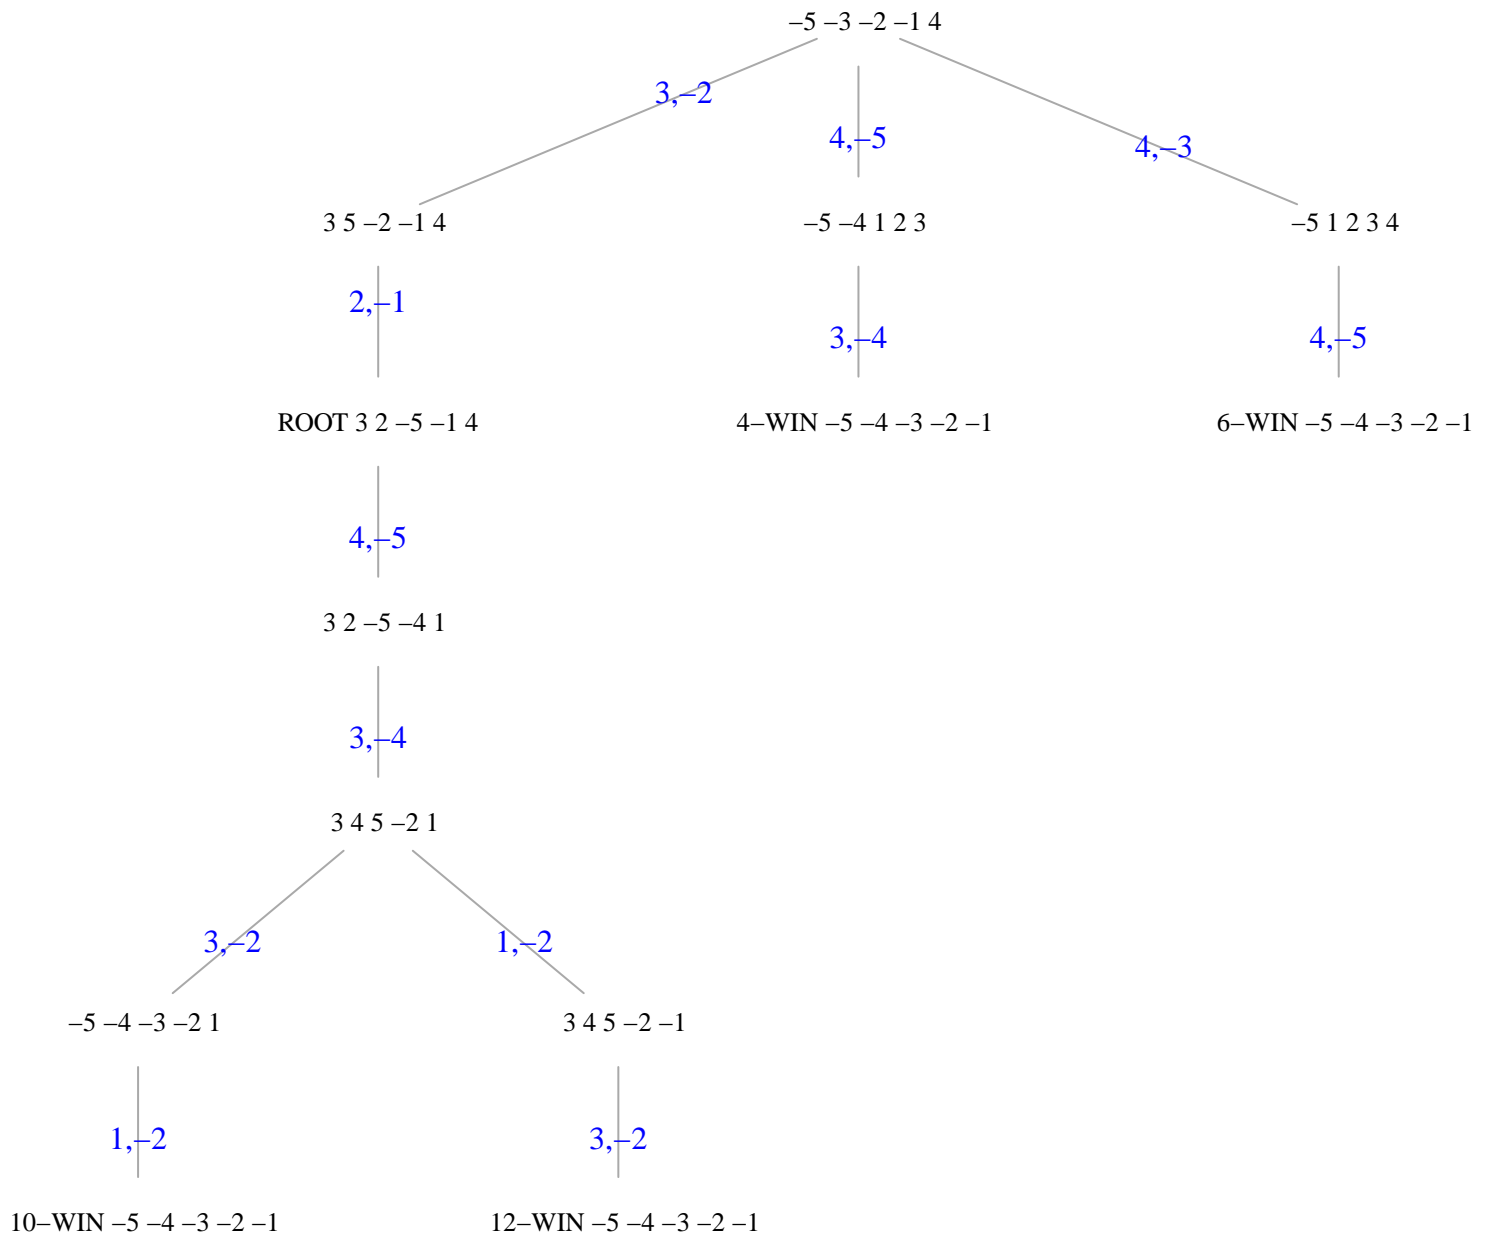 –5 –3 –2 –1 4
3,–2
4,–5
4,–3
3 5 –2 –1 4
–5 –4 1 2 3
–5 1 2 3 4
2,–1
3,–4
4,–5
ROOT 3 2 –5 –1 4
4–WIN –5 –4 –3 –2 –1
6–WIN –5 –4 –3 –2 –1
4,–5
3 2 –5 –4 1
3,–4
3 4 5 –2 1
3,–2
1,–2
–5 –4 –3 –2 1
3 4 5 –2 –1
1,–2
3,–2
10–WIN –5 –4 –3 –2 –1
12–WIN –5 –4 –3 –2 –1